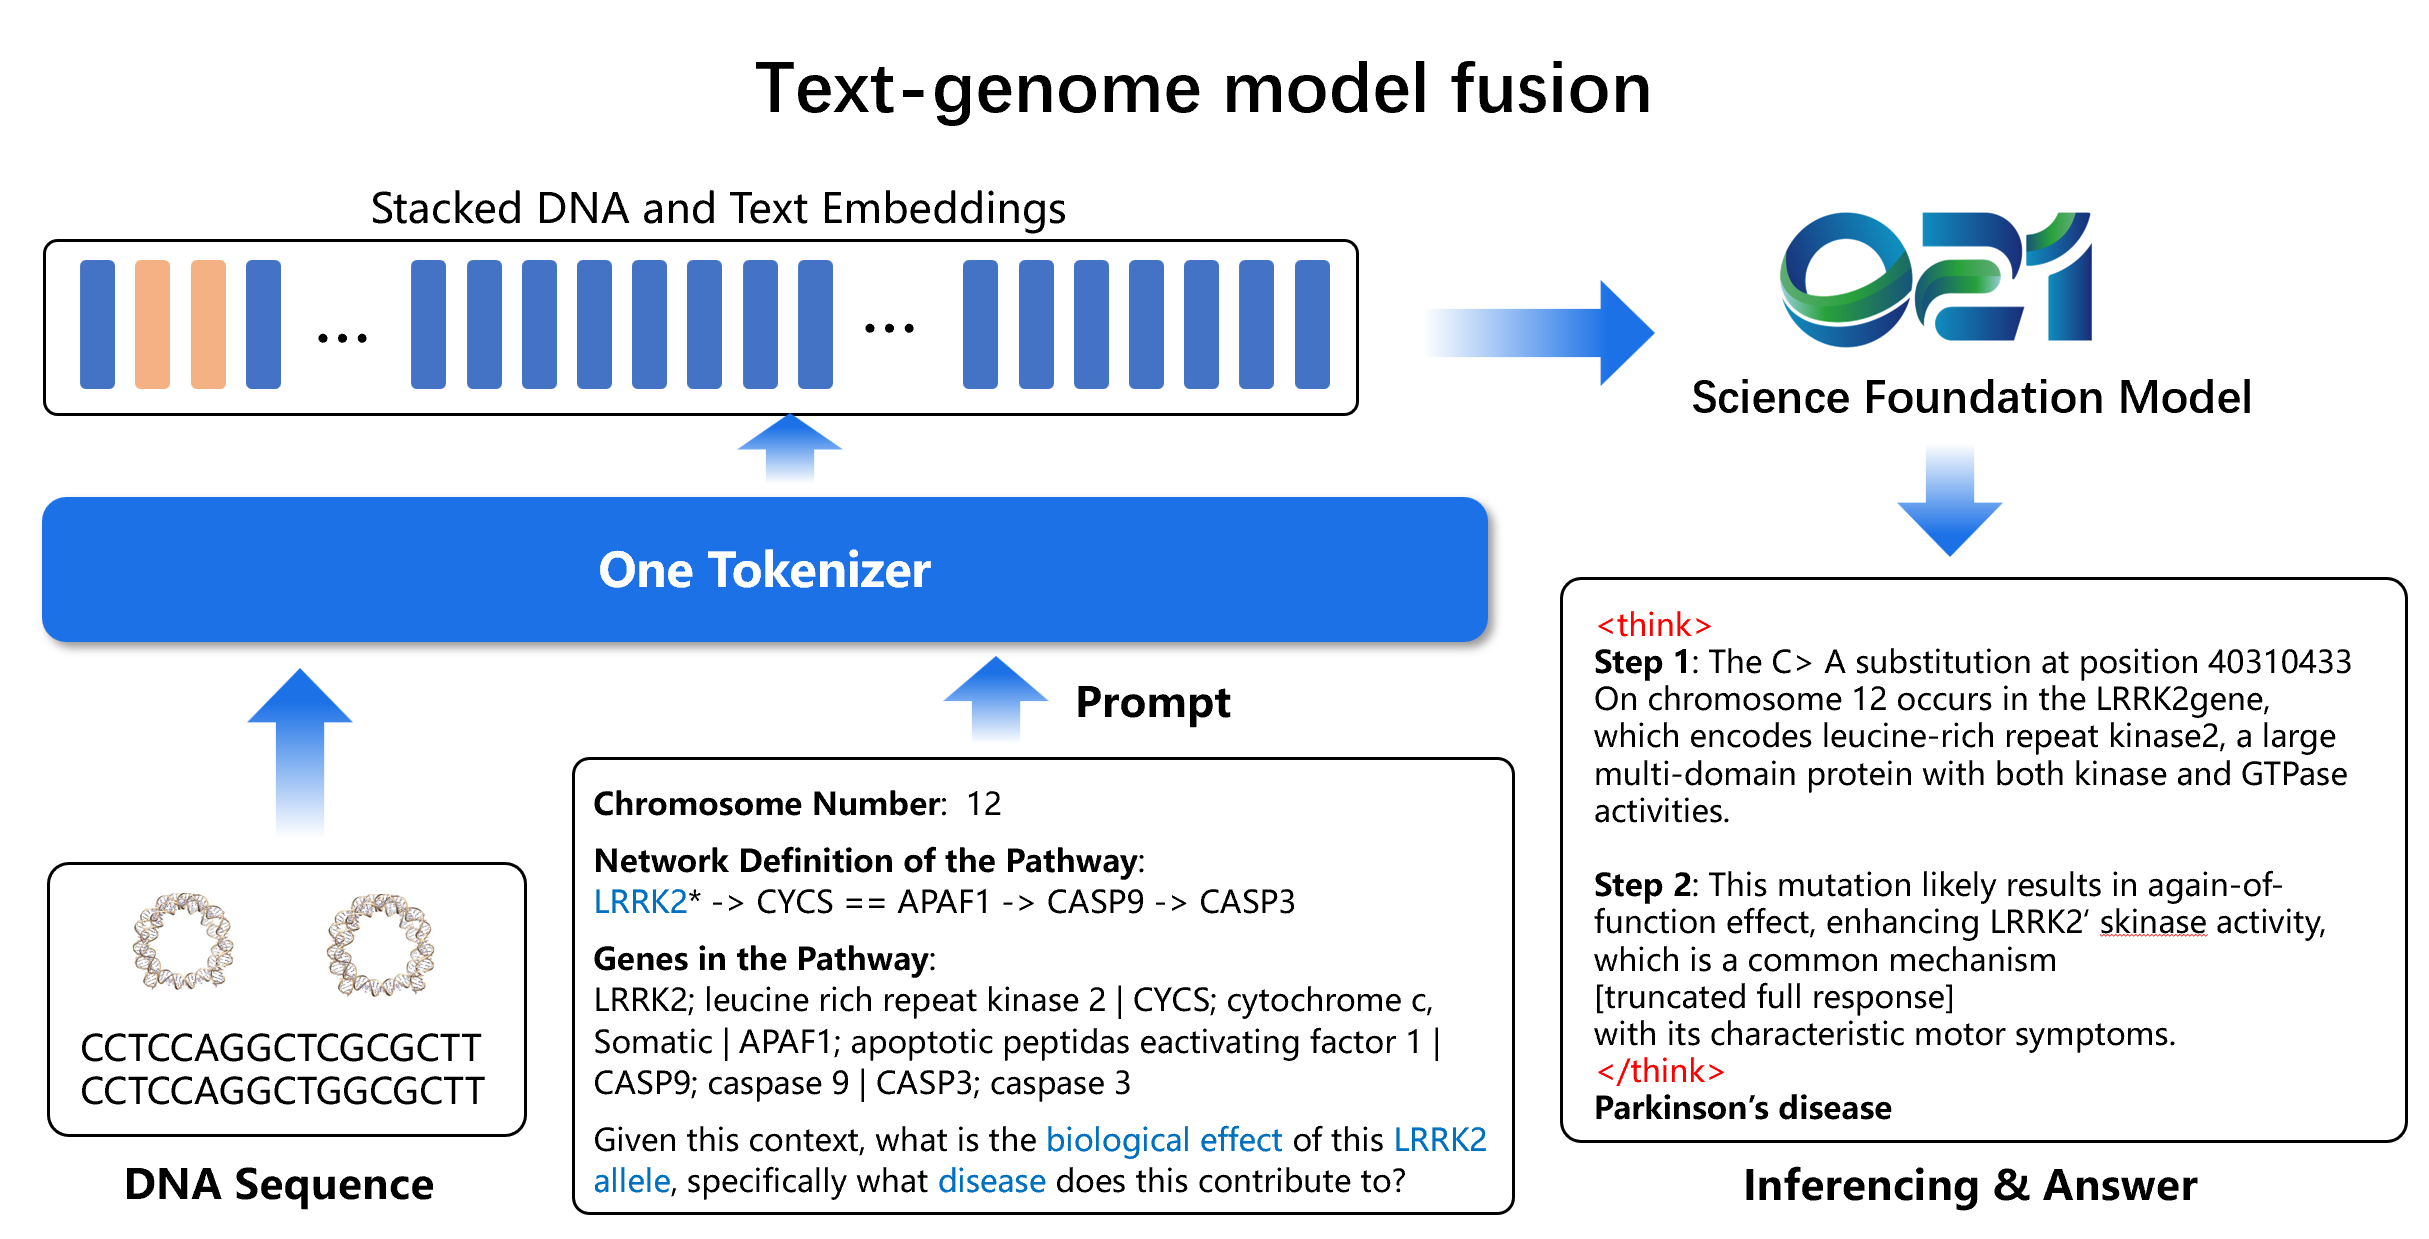 Text-genome model fusion
Stacked DNA and Text Embeddings
...
...
021
Science Foundation Model
One Tokenizer
Prompt
CCTCCAGGCTCGCGCTT
CCTCCAGGCTGGCGCTT
DNA Sequence
Chromosome Number:  12
Network Definition of the Pathway:
LRRK2* -> CYCS == APAF1 -> CASP9 -> CASP3
Genes in the Pathway:
LRRK2; leucine rich repeat kinase 2 | CYCS; cytochrome c,
Somatic | APAF1; apoptotic peptidas eactivating factor 1 |
CASP9; caspase 9 | CASP3; caspase 3
Given this context, what is the biological effect of this LRRK2
allele, specifically what disease does this contribute to?
<think>
Step 1: The C> A substitution at position 40310433
On chromosome 12 occurs in the LRRK2gene,
which encodes leucine-rich repeat kinase2, a large
multi-domain protein with both kinase and GTPase
activities.
Step 2: This mutation likely results in again-of-
function effect, enhancing LRRK2‘ skinase activity,
which is a common mechanism
[truncated full response]
with its characteristic motor symptoms.
</think>
Parkinson’s disease
Inferencing & Answer